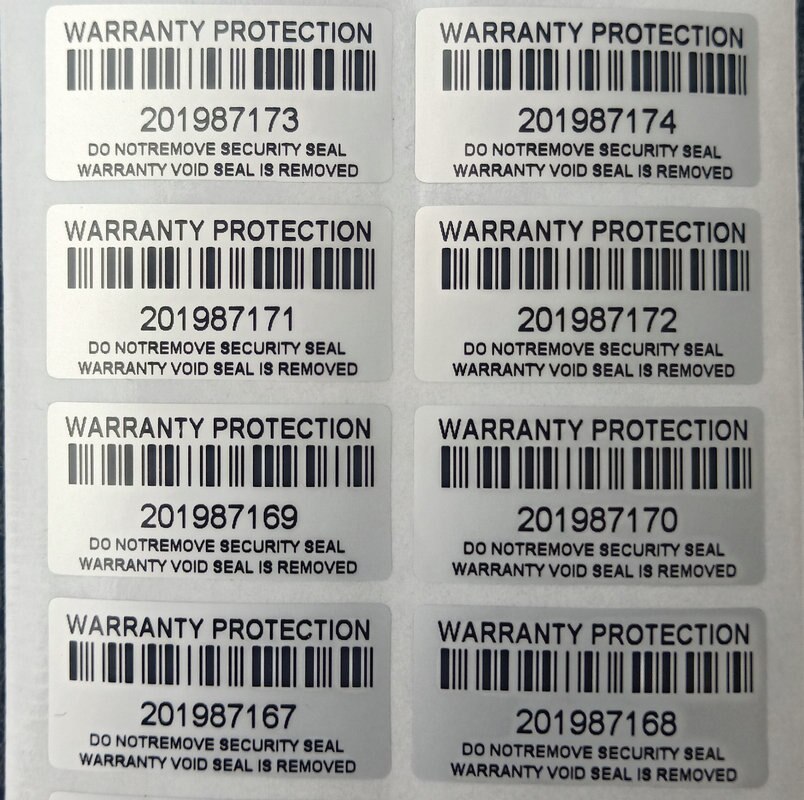 WARRANTY PROTECTION
201987173
DO NOTREMOVE SECURITY SEAL
WARRANTY VOID SEAL IS REMOVED
WARRANTY PROTECTION
201987174
DO NOTREMOVE SECURITY SEAL
WARRANTY VOID SEAL IS REMOVED
WARRANTY PROTECTION
201987171
DO NOTREMOVE SECURITY SEAL
WARRANTY VOID SEAL IS REMOVED
WARRANTY PROTECTION
201987172
DO NOTREMOVE SECURITY SEAL
WARRANTY VOID SEAL IS REMOVED
WARRANTY PROTECTION
201987169
DO NOTREMOVE SECURITY SEAL
WARRANTY VOID SEAL IS REMOVED
WARRANTY PROTECTION
201987170
DO NOTREMOVE SECURITY SEAL
WARRANTY VOID SEAL IS REMOVED
WARRANTY PROTECTION
201987167
DO NOTREMOVE SECURITY SEAL
WARRANTY VOID SEAL IS REMOVED
WARRANTY PROTECTION
201987168
DO NOTREMOVE SECURITY SEAL
WARRANTY VOID SEAL IS REMOVED